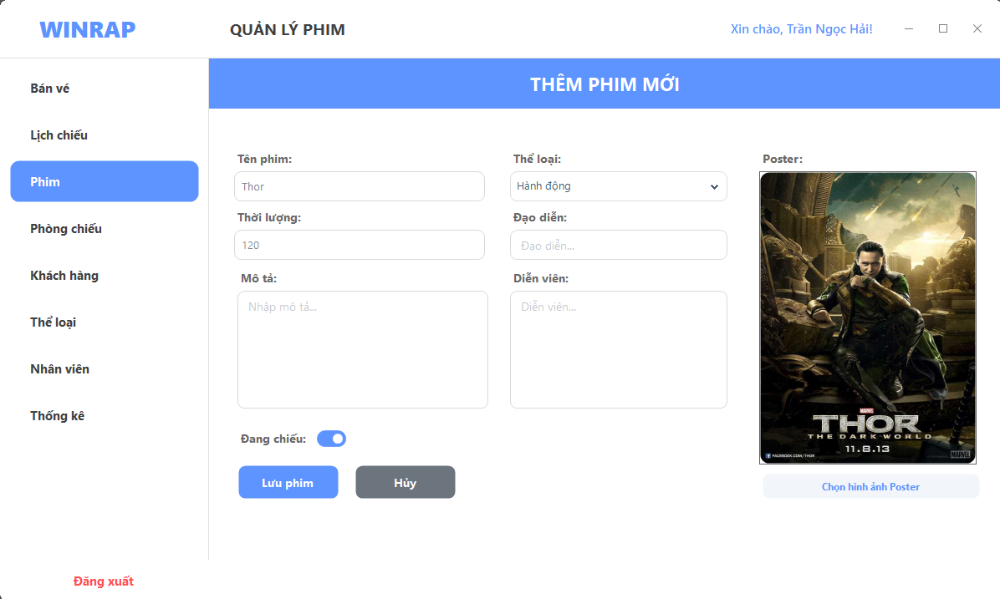 WINRAP
QUẢN LÝ PHIM
Xin chào, Trần Ngọc Hải!
Bán vé
Lịch chiếu
Phim
Phòng chiếu
Khách hàng
Thể loại
Nhân viên
Thống kê
Đăng xuất
THÊM PHIM MỚI
Tên phim:
Thor
Thể loại:
Hành động
Thời lượng:
120
Đạo diễn:
Đạo diễn...
Mô tả:
Nhập mô tả...
Diễn viên:
Diễn viên...
Đang chiếu:
Lưu phim
Hủy
Poster:
MARVEL
THOR
THE DARK WORLD
11.8.13
FACEBOOK.COM/THOR
MARVEL
Chọn hình ảnh Poster